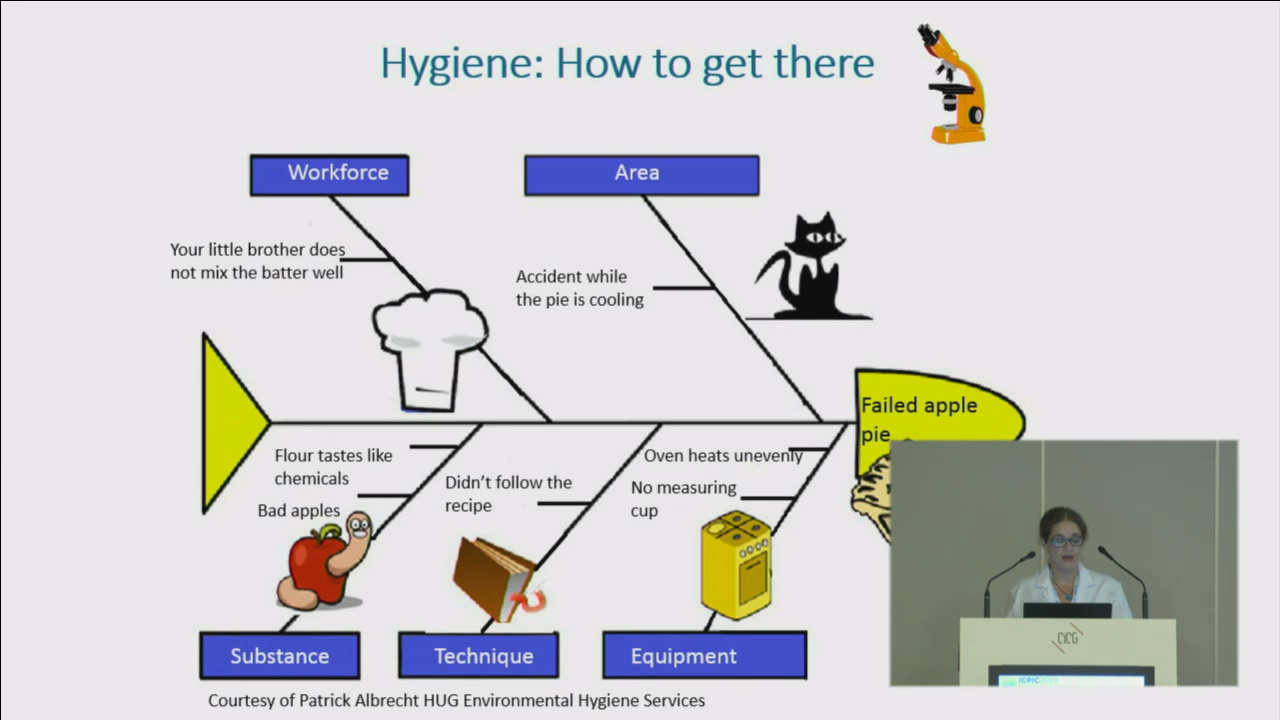 Hygiene: How to get there
Workforce
Area
Your little brother does
not mix the batter well
Accident while
the pie is cooling
Failed apple
pie
Flour tastes like
chemicals
Bad apples
Didn't follow the
recipe
Oven heats unevenly
No measuring
cup
Substance
Technique
Equipment
Courtesy of Patrick Albrecht HUG Environmental Hygiene Services
CICG
ICPIC